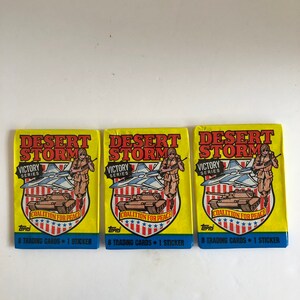 DESERT
STORM
VICTORY
SERIES
COALITION FOR PEACE
Topps
8 TRADING CARDS • 1 STICKER
DESERT
STORM
VICTORY
SERIES
COALITION FOR PEACE
Topps
8 TRADING CARDS • 1 STICKER
DESERT
STORM
VICTORY
SERIES
COALITION FOR PEACE
Topps
8 TRADING CARDS • 1 STICKER